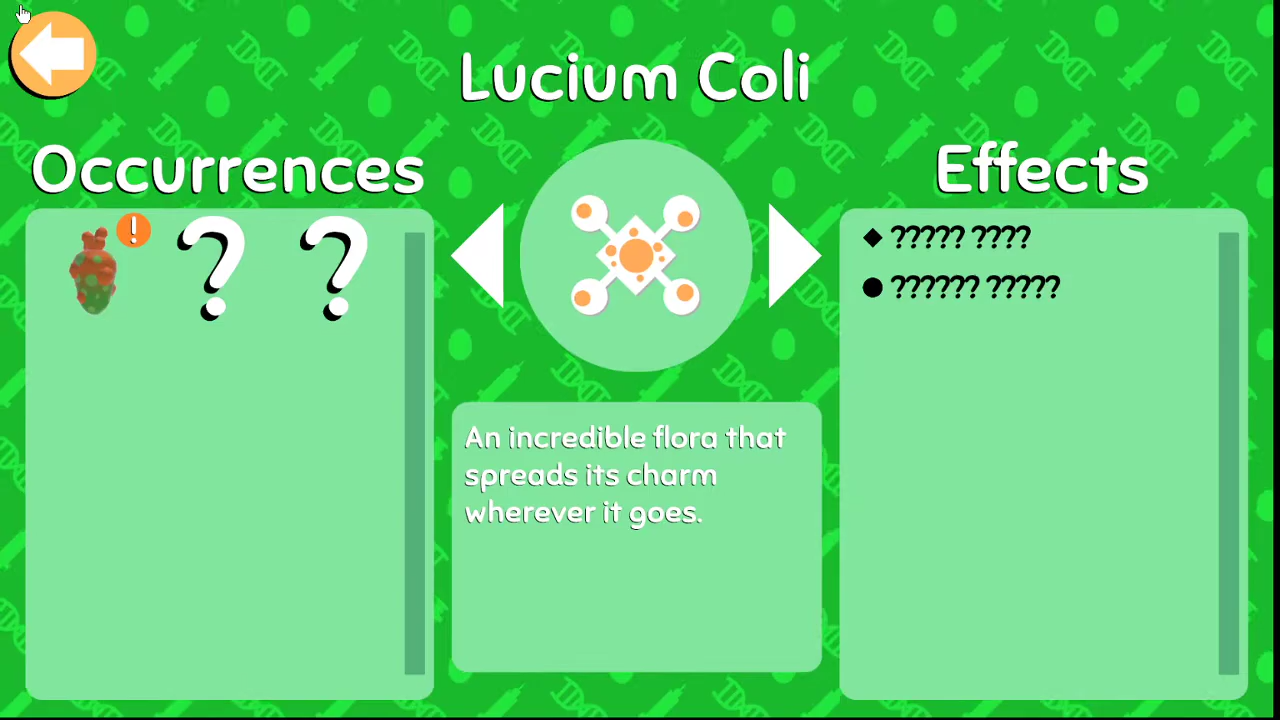 Lucium Coli
Occurrences
! ? ?
An incredible flora that
spreads its charm
wherever it goes.
Effects
◆ ????? ????
● ?????? ?????